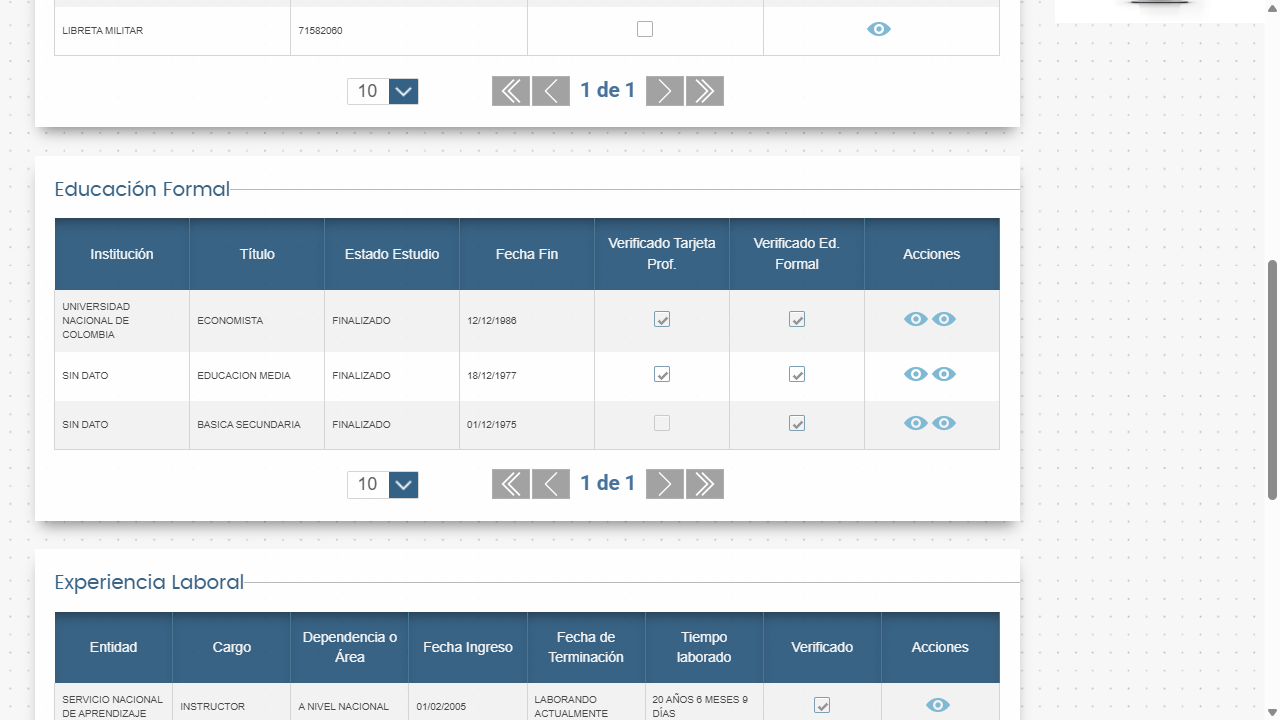 LIBRETA MILITAR 71582060
10 1 de 1
Educación Formal
Institución Título Estado Estudio Fecha Fin Verificado Tarjeta Prof. Verificado Ed. Formal Acciones
UNIVERSIDAD NACIONAL DE COLOMBIA ECONOMISTA FINALIZADO 12/12/1986
SIN DATO EDUCACION MEDIA FINALIZADO 18/12/1977
SIN DATO BASICA SECUNDARIA FINALIZADO 01/12/1975
10 1 de 1
Experiencia Laboral
Entidad Cargo Dependencia o Área Fecha Ingreso Fecha de Terminación Tiempo laborado Verificado Acciones
SERVICIO NACIONAL DE APRENDIZAJE INSTRUCTOR A NIVEL NACIONAL 01/02/2005 LABORANDO ACTUALMENTE 20 AÑOS 6 MESES 9 DÍAS